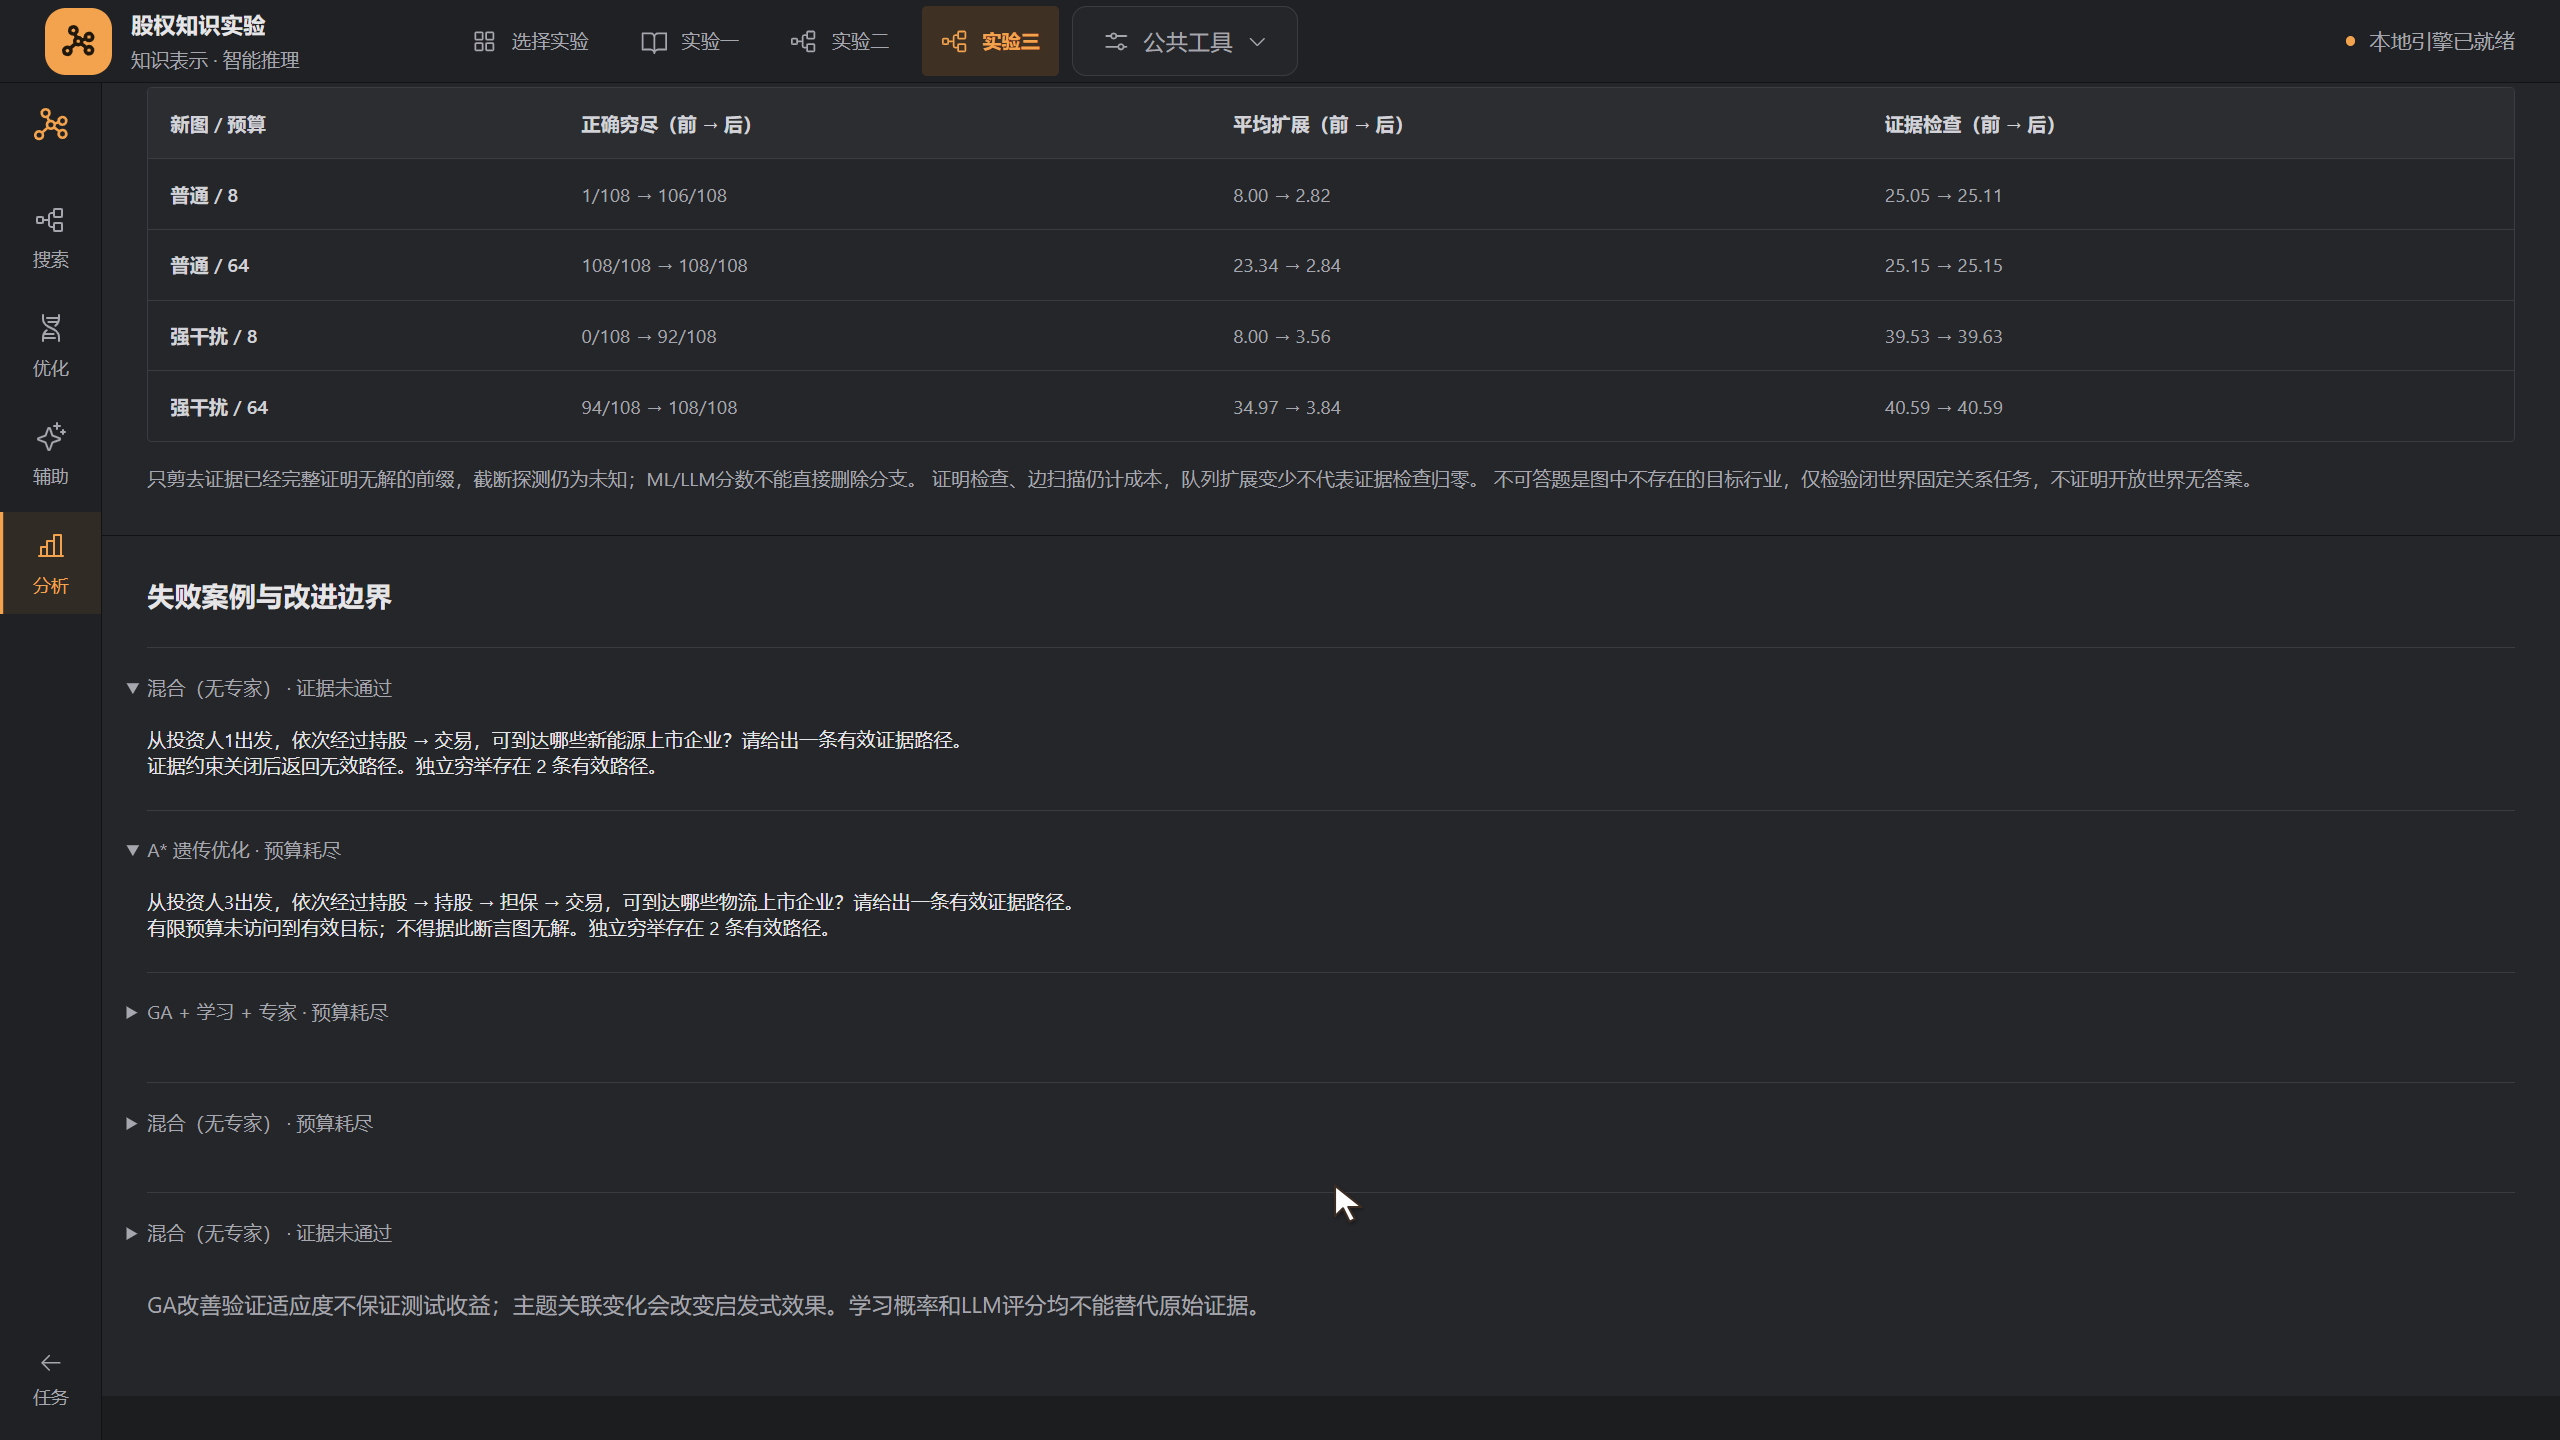 股权知识实验
知识表示 · 智能推理
选择实验
实验一
实验二
实验三
公共工具
本地引擎已就绪
搜索
优化
辅助
分析
任务
新图 / 预算 正确穷尽（前 → 后） 平均扩展（前 → 后） 证据检查（前 → 后）
普通 / 8 1/108 → 106/108 8.00 → 2.82 25.05 → 25.11
普通 / 64 108/108 → 108/108 23.34 → 2.84 25.15 → 25.15
强干扰 / 8 0/108 → 92/108 8.00 → 3.56 39.53 → 39.63
强干扰 / 64 94/108 → 108/108 34.97 → 3.84 40.59 → 40.59
只剪去证据已经完整证明无解的前缀，截断探测仍为未知；ML/LLM分数不能直接删除分支。 证明检查、边扫描仍计成本，队列扩展变少不代表证据检查归零。 不可答题是图中不存在的目标行业，仅检验闭世界固定关系任务，不证明开放世界无答案。
失败案例与改进边界
▼ 混合（无专家） · 证据未通过
从投资人1出发，依次经过持股 → 交易，可到达哪些新能源上市企业？请给出一条有效证据路径。
证据约束关闭后返回无效路径。独立穷举存在 2 条有效路径。
▼ A* 遗传优化 · 预算耗尽
从投资人3出发，依次经过持股 → 持股 → 担保 → 交易，可到达哪些物流上市企业？请给出一条有效证据路径。
有限预算未访问到有效目标；不得据此断言图无解。独立穷举存在 2 条有效路径。
▶ GA + 学习 + 专家 · 预算耗尽
▶ 混合（无专家） · 预算耗尽
▶ 混合（无专家） · 证据未通过
GA改善验证适应度不保证测试收益；主题关联变化会改变启发式效果。学习概率和LLM评分均不能替代原始证据。